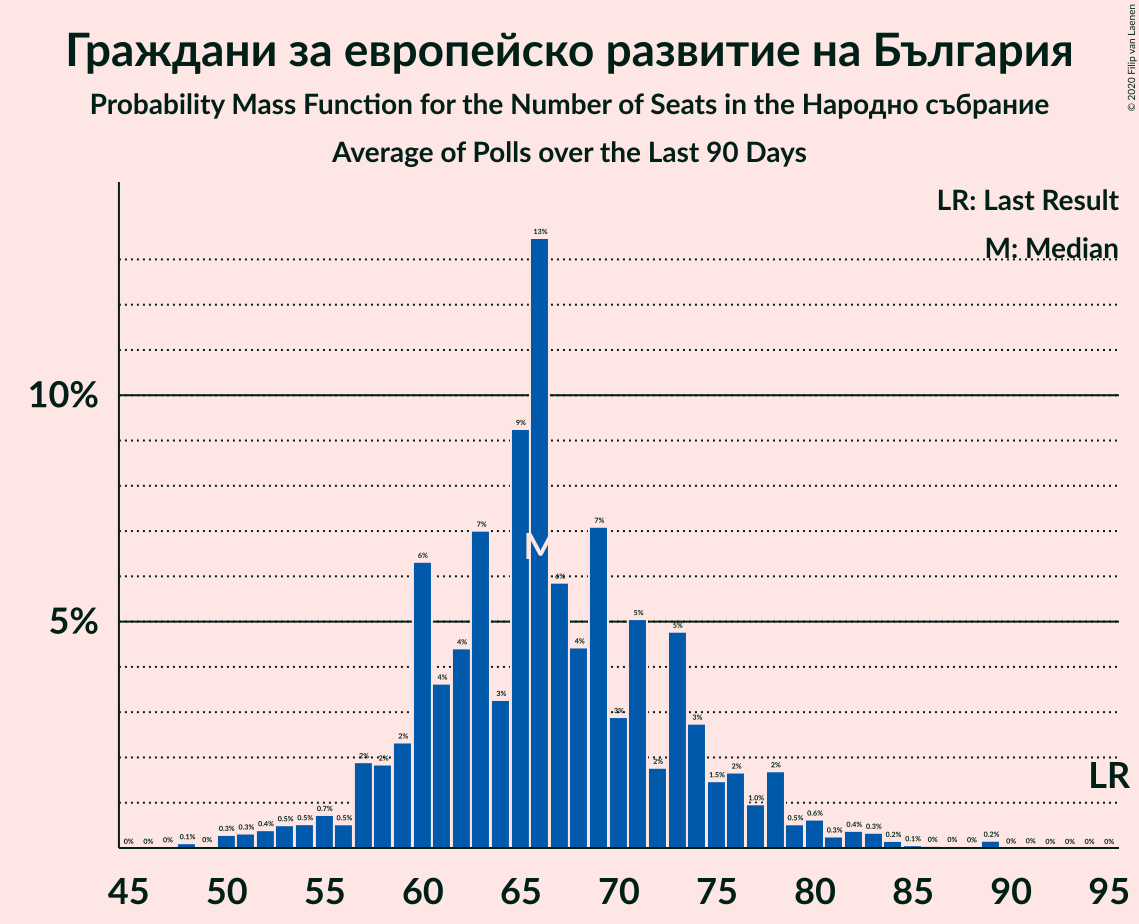 Граждани за европейско развитие на България
Probability Mass Function for the Number of Seats in the Народно събрание
Average of Polls over the Last 90 Days
© 2020 Filip van Laenen
LR: Last Result
M: Median
10%
5%
0% 0% 0% 0.1% 0% 0.3% 0.3% 0.4% 0.5% 0.5% 0.7% 0.5% 2% 2% 2% 6% 4% 4% 7% 3% 9% 13% 6% 4% 7% 3% 5% 2% 5% 3% 1.5% 2% 1.0% 2% 0.5% 0.6% 0.3% 0.4% 0.3% 0.2% 0.1% 0% 0% 0% 0.2% 0% 0% 0% 0% 0% 0%
M
LR
45 50 55 60 65 70 75 80 85 90 95